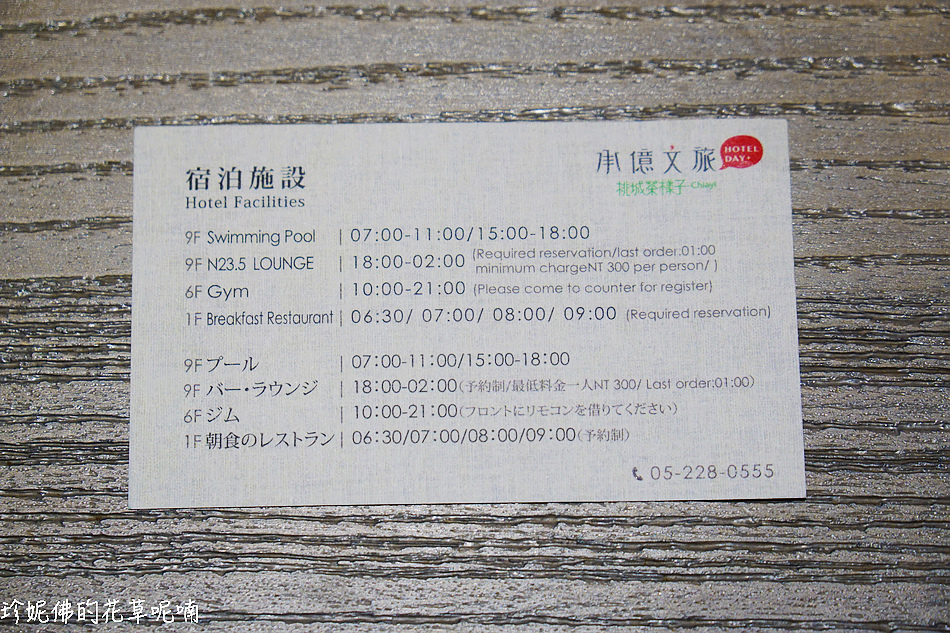 宿泊施設
Hotel Facilities
承億文旅 HOTEL DAY+
桃城茶樣子 Chiayi
9F Swimming Pool | 07:00-11:00/15:00-18:00
9F N23.5 LOUNGE | 18:00-02:00 (Required reservation/last order:01:00
minimum chargeNT 300 per person/ )
6F Gym | 10:00-21:00 (Please come to counter for register)
1F Breakfast Restaurant | 06:30/ 07:00/ 08:00/ 09:00 (Required reservation)
9F プール | 07:00-11:00/15:00-18:00
9F バー・ラウンジ | 18:00-02:00(予約制/最低料金一人NT 300/ Last order:01:00)
6F ジム | 10:00-21:00(フロントにリモコンを借りてください)
1F 朝食のレストラン | 06:30/07:00/08:00/09:00(予約制)
05-228-0555
珍妮佛的花草呢喃